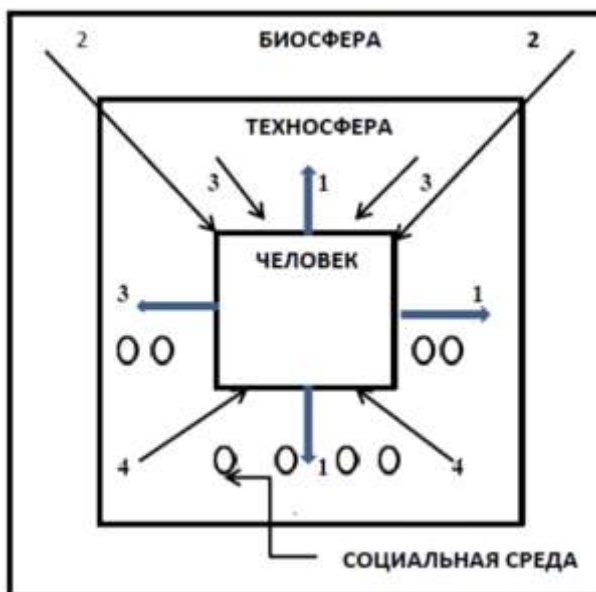 2 БИОСФЕРА 2
ТЕХНОСФЕРА
3 1 3
ЧЕЛОВЕК
3 1
4 1 4
СОЦИАЛЬНАЯ СРЕДА